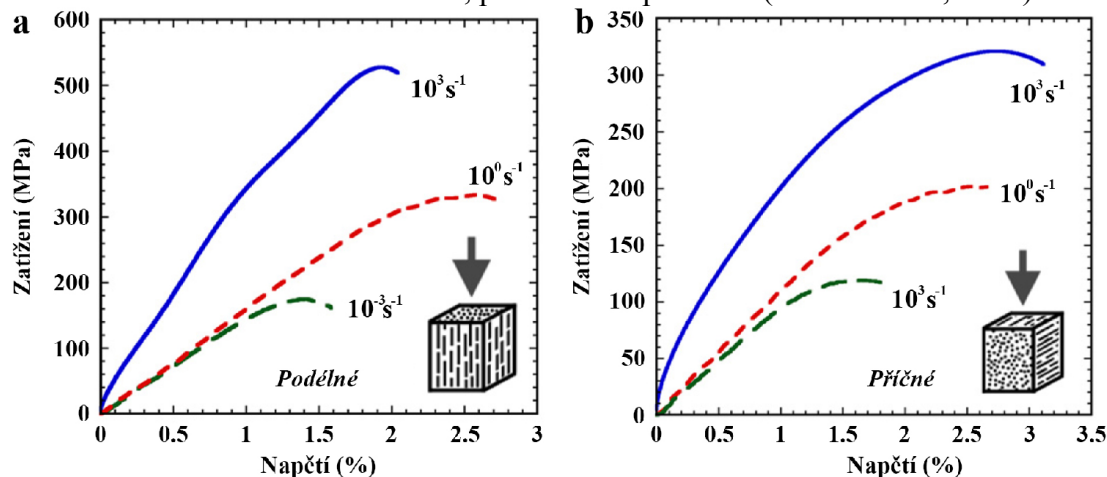 a
600
500
400
300
200
100
0
0
0.5
1
1.5
2
2.5
3
Zatížení (MPa)
Napčtí (%)
10³s⁻¹
10⁰s⁻¹
10⁻³s⁻¹
Podélné
b
350
300
250
200
150
100
50
0
0
0.5
1
1.5
2
2.5
3
3.5
Zatížcní (MPa)
Napčtí (%)
10³s⁻¹
10⁰s⁻¹
10³s⁻¹
Příčné